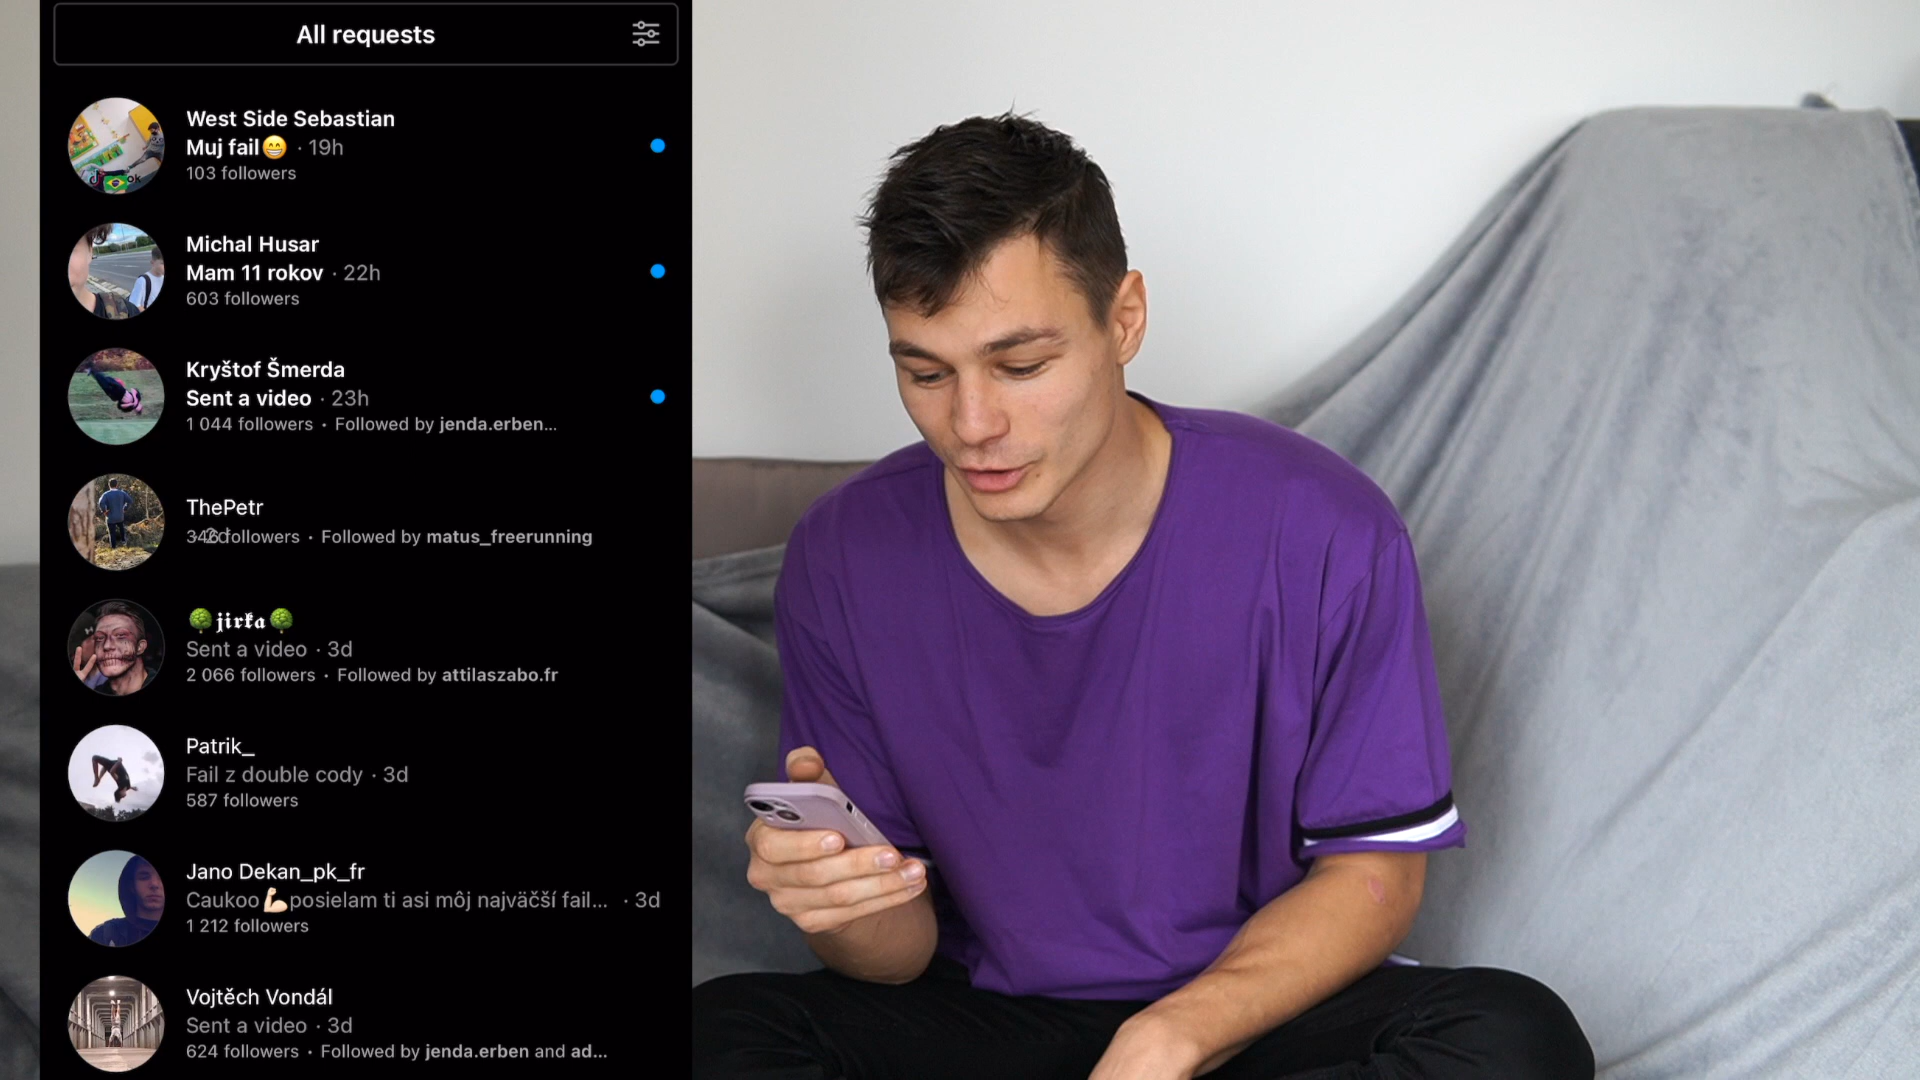 All requests
West Side Sebastian
Muj fail😁 · 19h
103 followers
Michal Husar
Mam 11 rokov · 22h
603 followers
Kryštof Šmerda
Sent a video · 23h
1 044 followers · Followed by jenda.erben...
ThePetr
followers · Followed by matus_freerunning
🌳𝖏𝖎𝖗𝖐𝖆🌳
Sent a video · 3d
2 066 followers · Followed by attilaszabo.fr
Patrik_
Fail z double cody · 3d
587 followers
Jano Dekan_pk_fr
Caukoo💪🏻posielam ti asi môj najväčší fail... · 3d
1 212 followers
Vojtěch Vondál
Sent a video · 3d
624 followers · Followed by jenda.erben and ad...